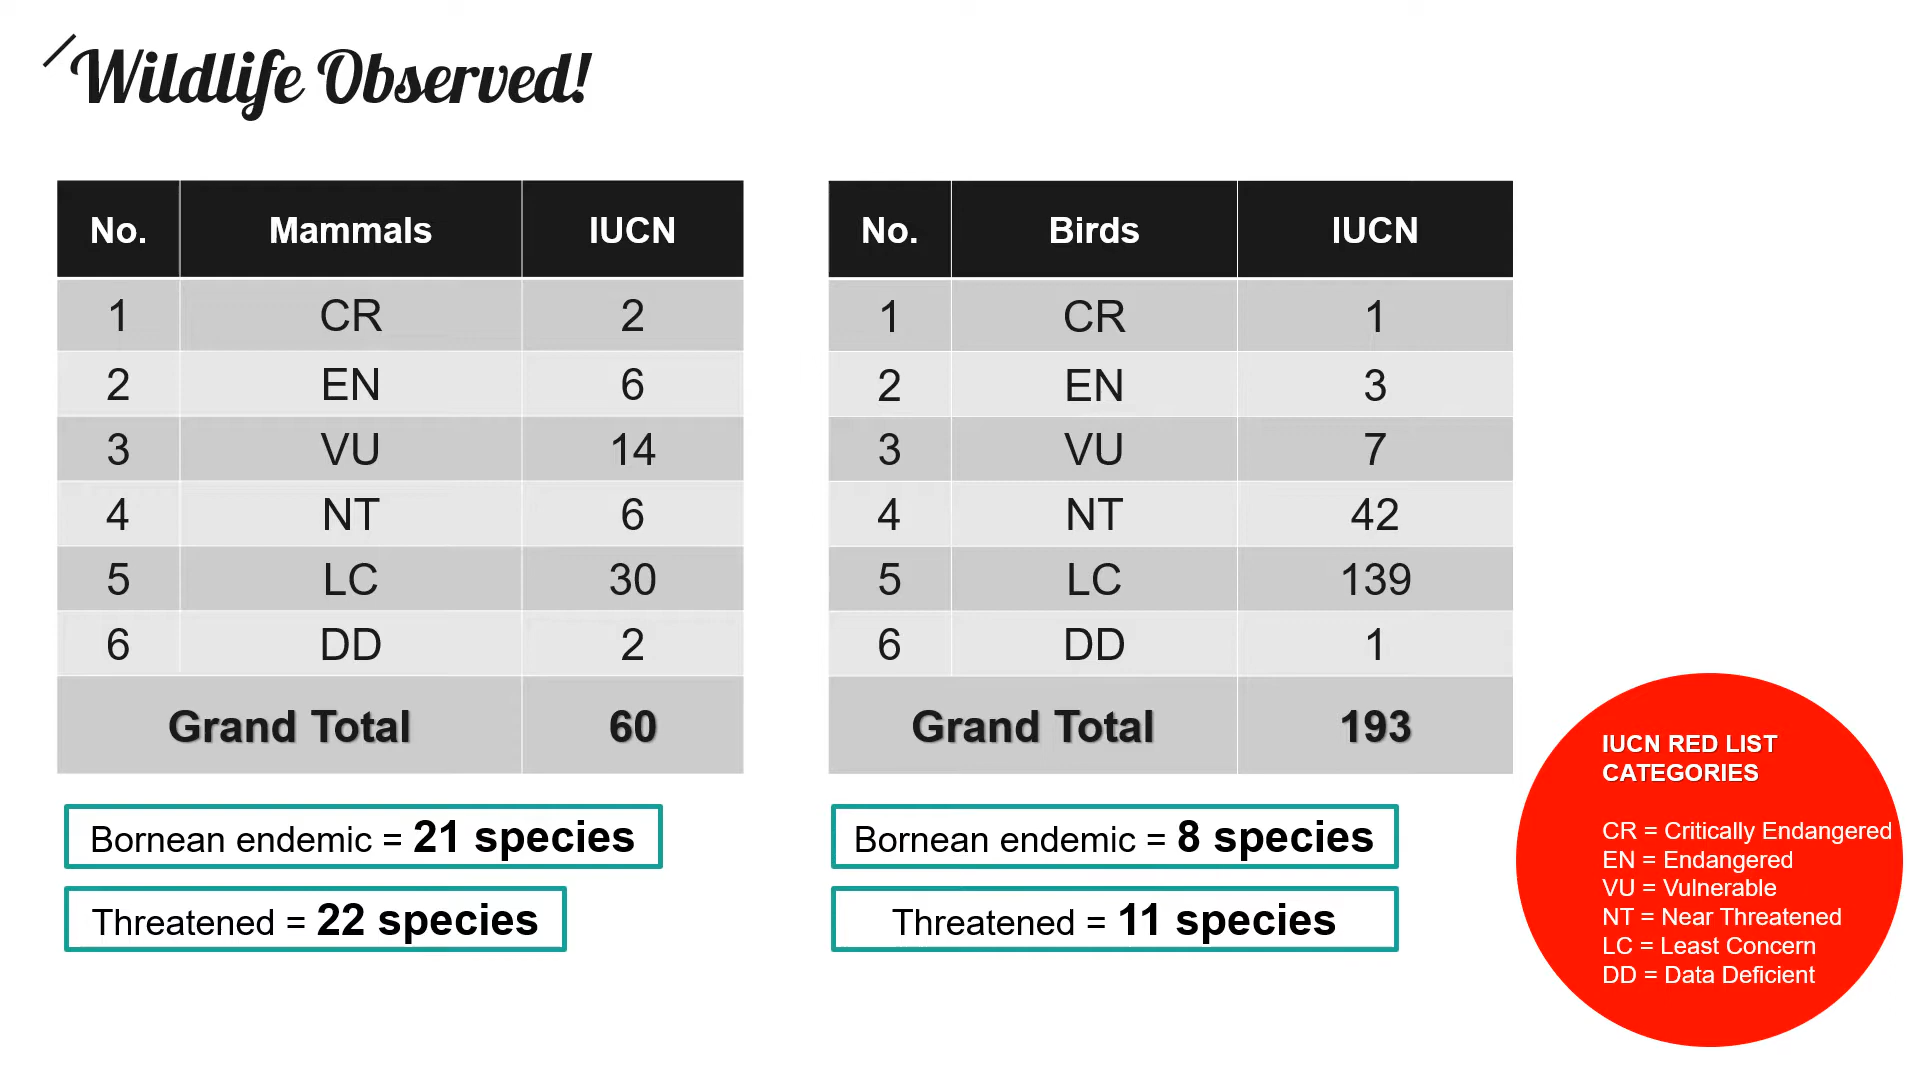 Wildlife Observed!
No. Mammals IUCN
1 CR 2
2 EN 6
3 VU 14
4 NT 6
5 LC 30
6 DD 2
Grand Total 60
Bornean endemic = 21 species
Threatened = 22 species
No. Birds IUCN
1 CR 1
2 EN 3
3 VU 7
4 NT 42
5 LC 139
6 DD 1
Grand Total 193
Bornean endemic = 8 species
Threatened = 11 species
IUCN RED LIST
CATEGORIES
CR = Critically Endangered
EN = Endangered
VU = Vulnerable
NT = Near Threatened
LC = Least Concern
DD = Data Deficient